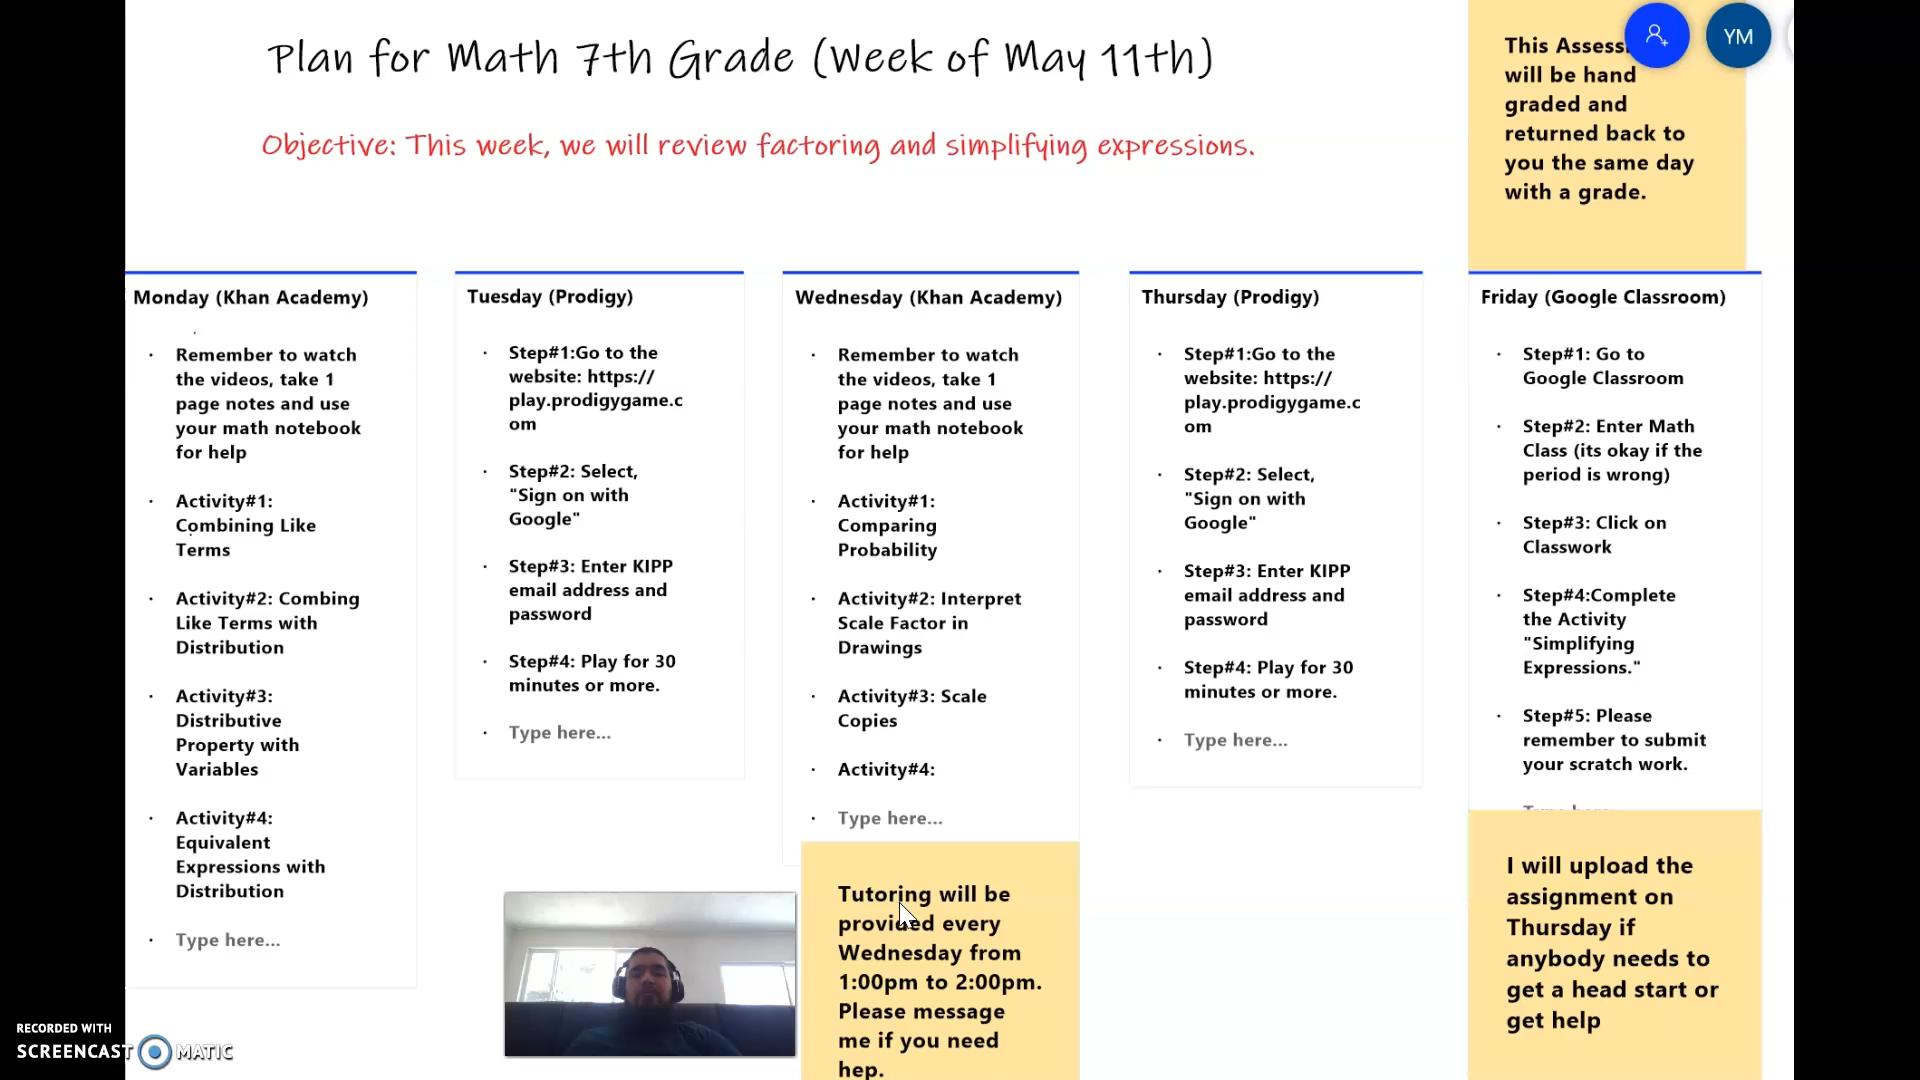 Plan for Math 7th Grade (Week of May 11th)
Objective: This week, we will review factoring and simplifying expressions.
This Assess
will be hand
graded and
returned back to
you the same day
with a grade.
YM
Monday (Khan Academy)
Remember to watch
the videos, take 1
page notes and use
your math notebook
for help
Activity#1:
Combining Like
Terms
Activity#2: Combing
Like Terms with
Distribution
Activity#3:
Distributive
Property with
Variables
Activity#4:
Equivalent
Expressions with
Distribution
Type here...
Tuesday (Prodigy)
Step#1:Go to the
website: https://
play.prodigygame.c
om
Step#2: Select,
"Sign on with
Google"
Step#3: Enter KIPP
email address and
password
Step#4: Play for 30
minutes or more.
Type here...
Wednesday (Khan Academy)
Remember to watch
the videos, take 1
page notes and use
your math notebook
for help
Activity#1:
Comparing
Probability
Activity#2: Interpret
Scale Factor in
Drawings
Activity#3: Scale
Copies
Activity#4:
Type here...
Tutoring will be
provided every
Wednesday from
1:00pm to 2:00pm.
Please message
me if you need
hep.
Thursday (Prodigy)
Step#1:Go to the
website: https://
play.prodigygame.c
om
Step#2: Select,
"Sign on with
Google"
Step#3: Enter KIPP
email address and
password
Step#4: Play for 30
minutes or more.
Type here...
Friday (Google Classroom)
Step#1: Go to
Google Classroom
Step#2: Enter Math
Class (its okay if the
period is wrong)
Step#3: Click on
Classwork
Step#4:Complete
the Activity
"Simplifying
Expressions."
Step#5: Please
remember to submit
your scratch work.
I will upload the
assignment on
Thursday if
anybody needs to
get a head start or
get help
RECORDED WITH
SCREENCAST MATIC